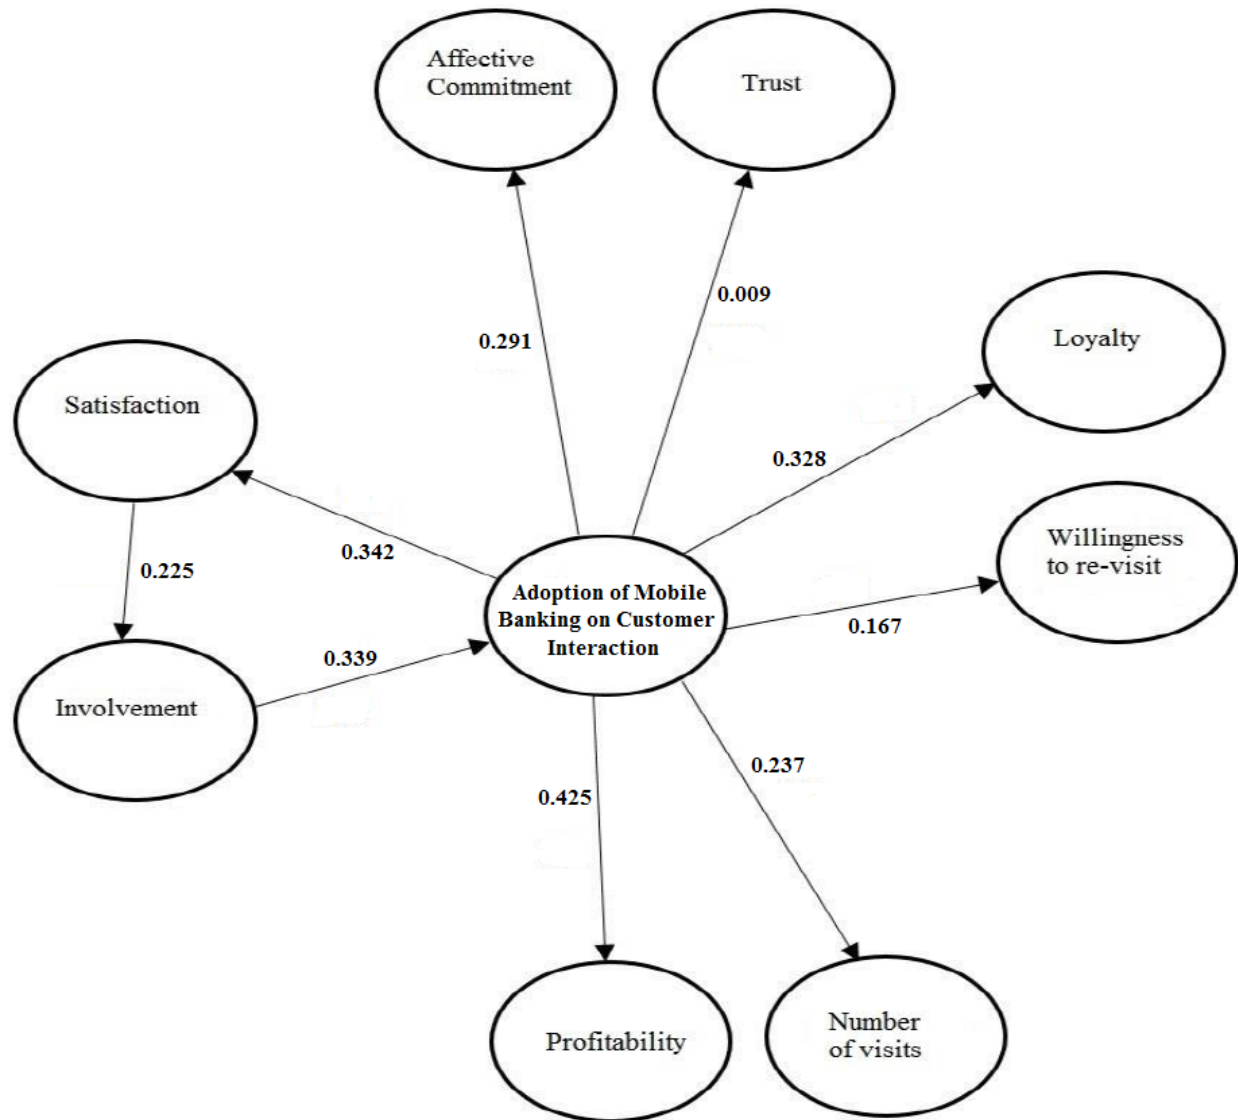 Affective
Commitment
Trust
0.009
0.291
Loyalty
Satisfaction
0.328
Willingness
to re-visit
0.342
0.225
Adoption of Mobile
Banking on Customer
Interaction
0.167
0.339
Involvement
0.237
0.425
Number
of visits
Profitability